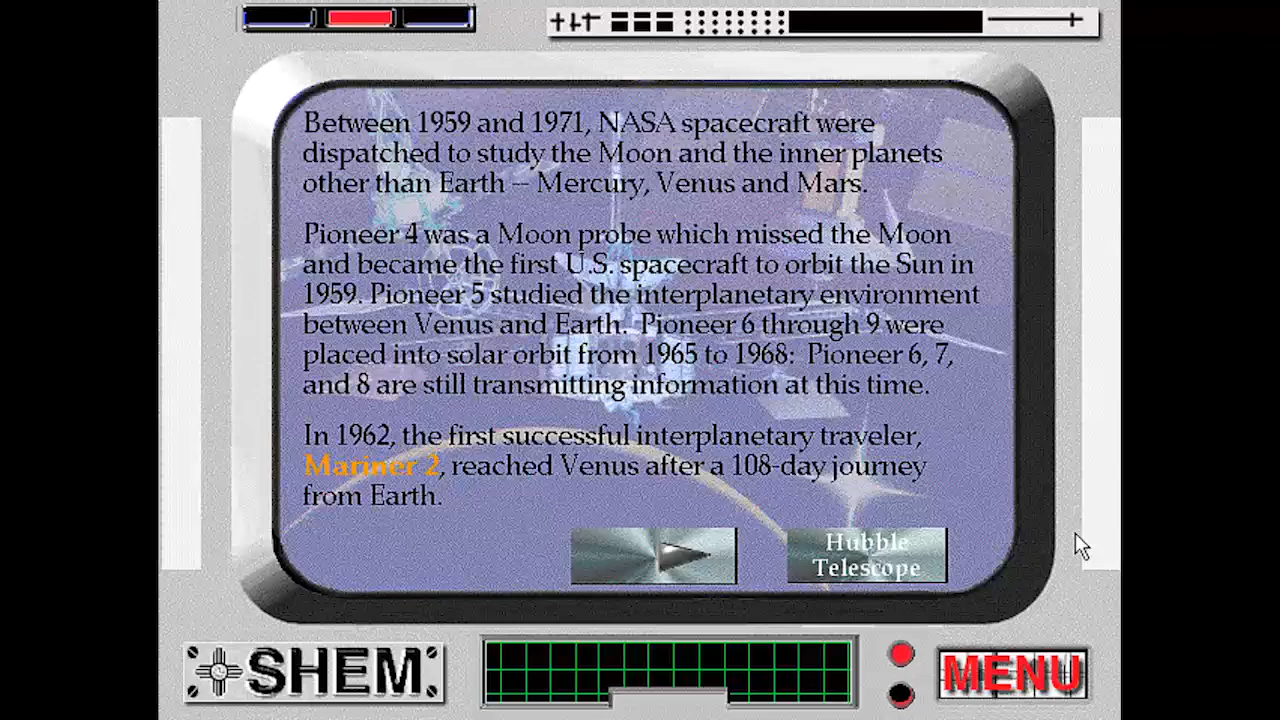 Between 1959 and 1971, NASA spacecraft were
dispatched to study the Moon and the inner planets
other than Earth -- Mercury, Venus and Mars.
Pioneer 4 was a Moon probe which missed the Moon
and became the first U.S. spacecraft to orbit the Sun in
1959. Pioneer 5 studied the interplanetary environment
between Venus and Earth. Pioneer 6 through 9 were
placed into solar orbit from 1965 to 1968: Pioneer 6, 7,
and 8 are still transmitting information at this time.
In 1962, the first successful interplanetary traveler,
Mariner 2, reached Venus after a 108-day journey
from Earth.
Hubble
Telescope
SHEM
MENU